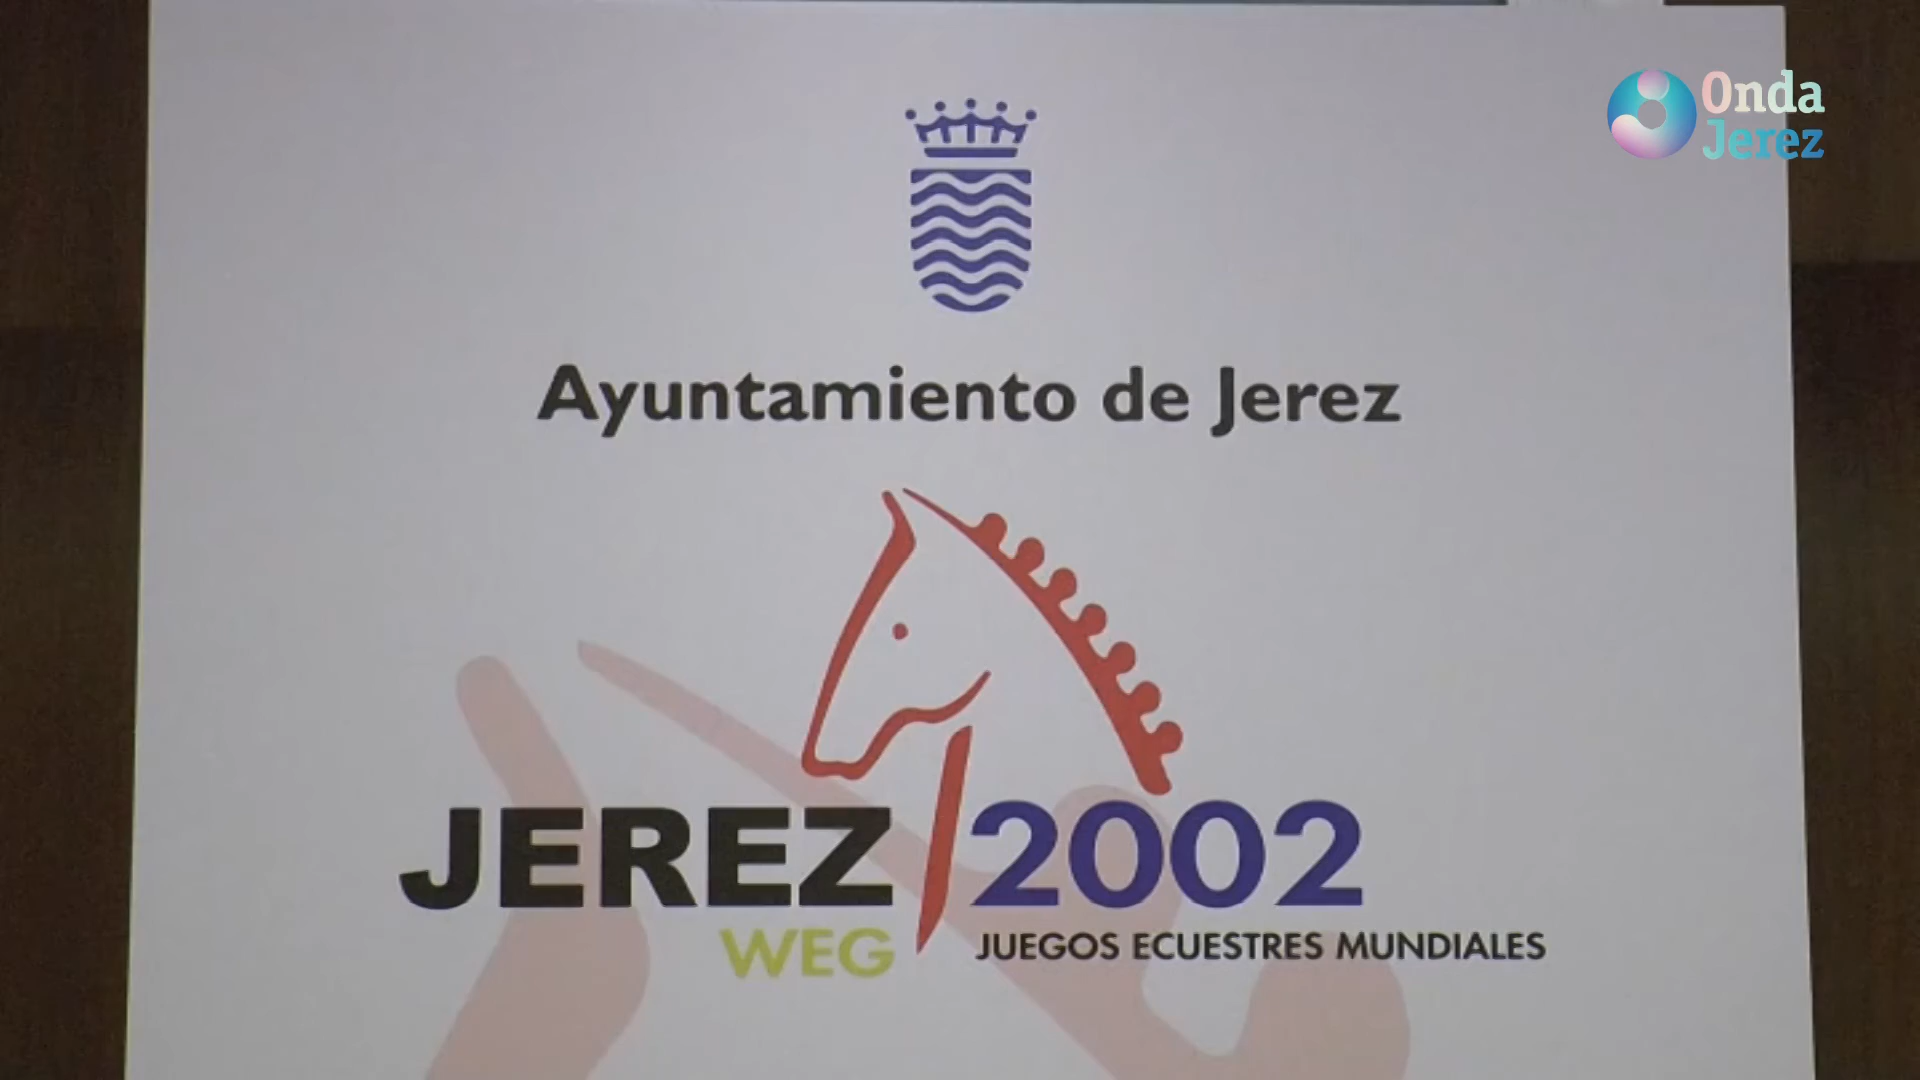 Onda
Jerez
Ayuntamiento de Jerez
JEREZ 2002
WEG JUEGOS ECUESTRES MUNDIALES